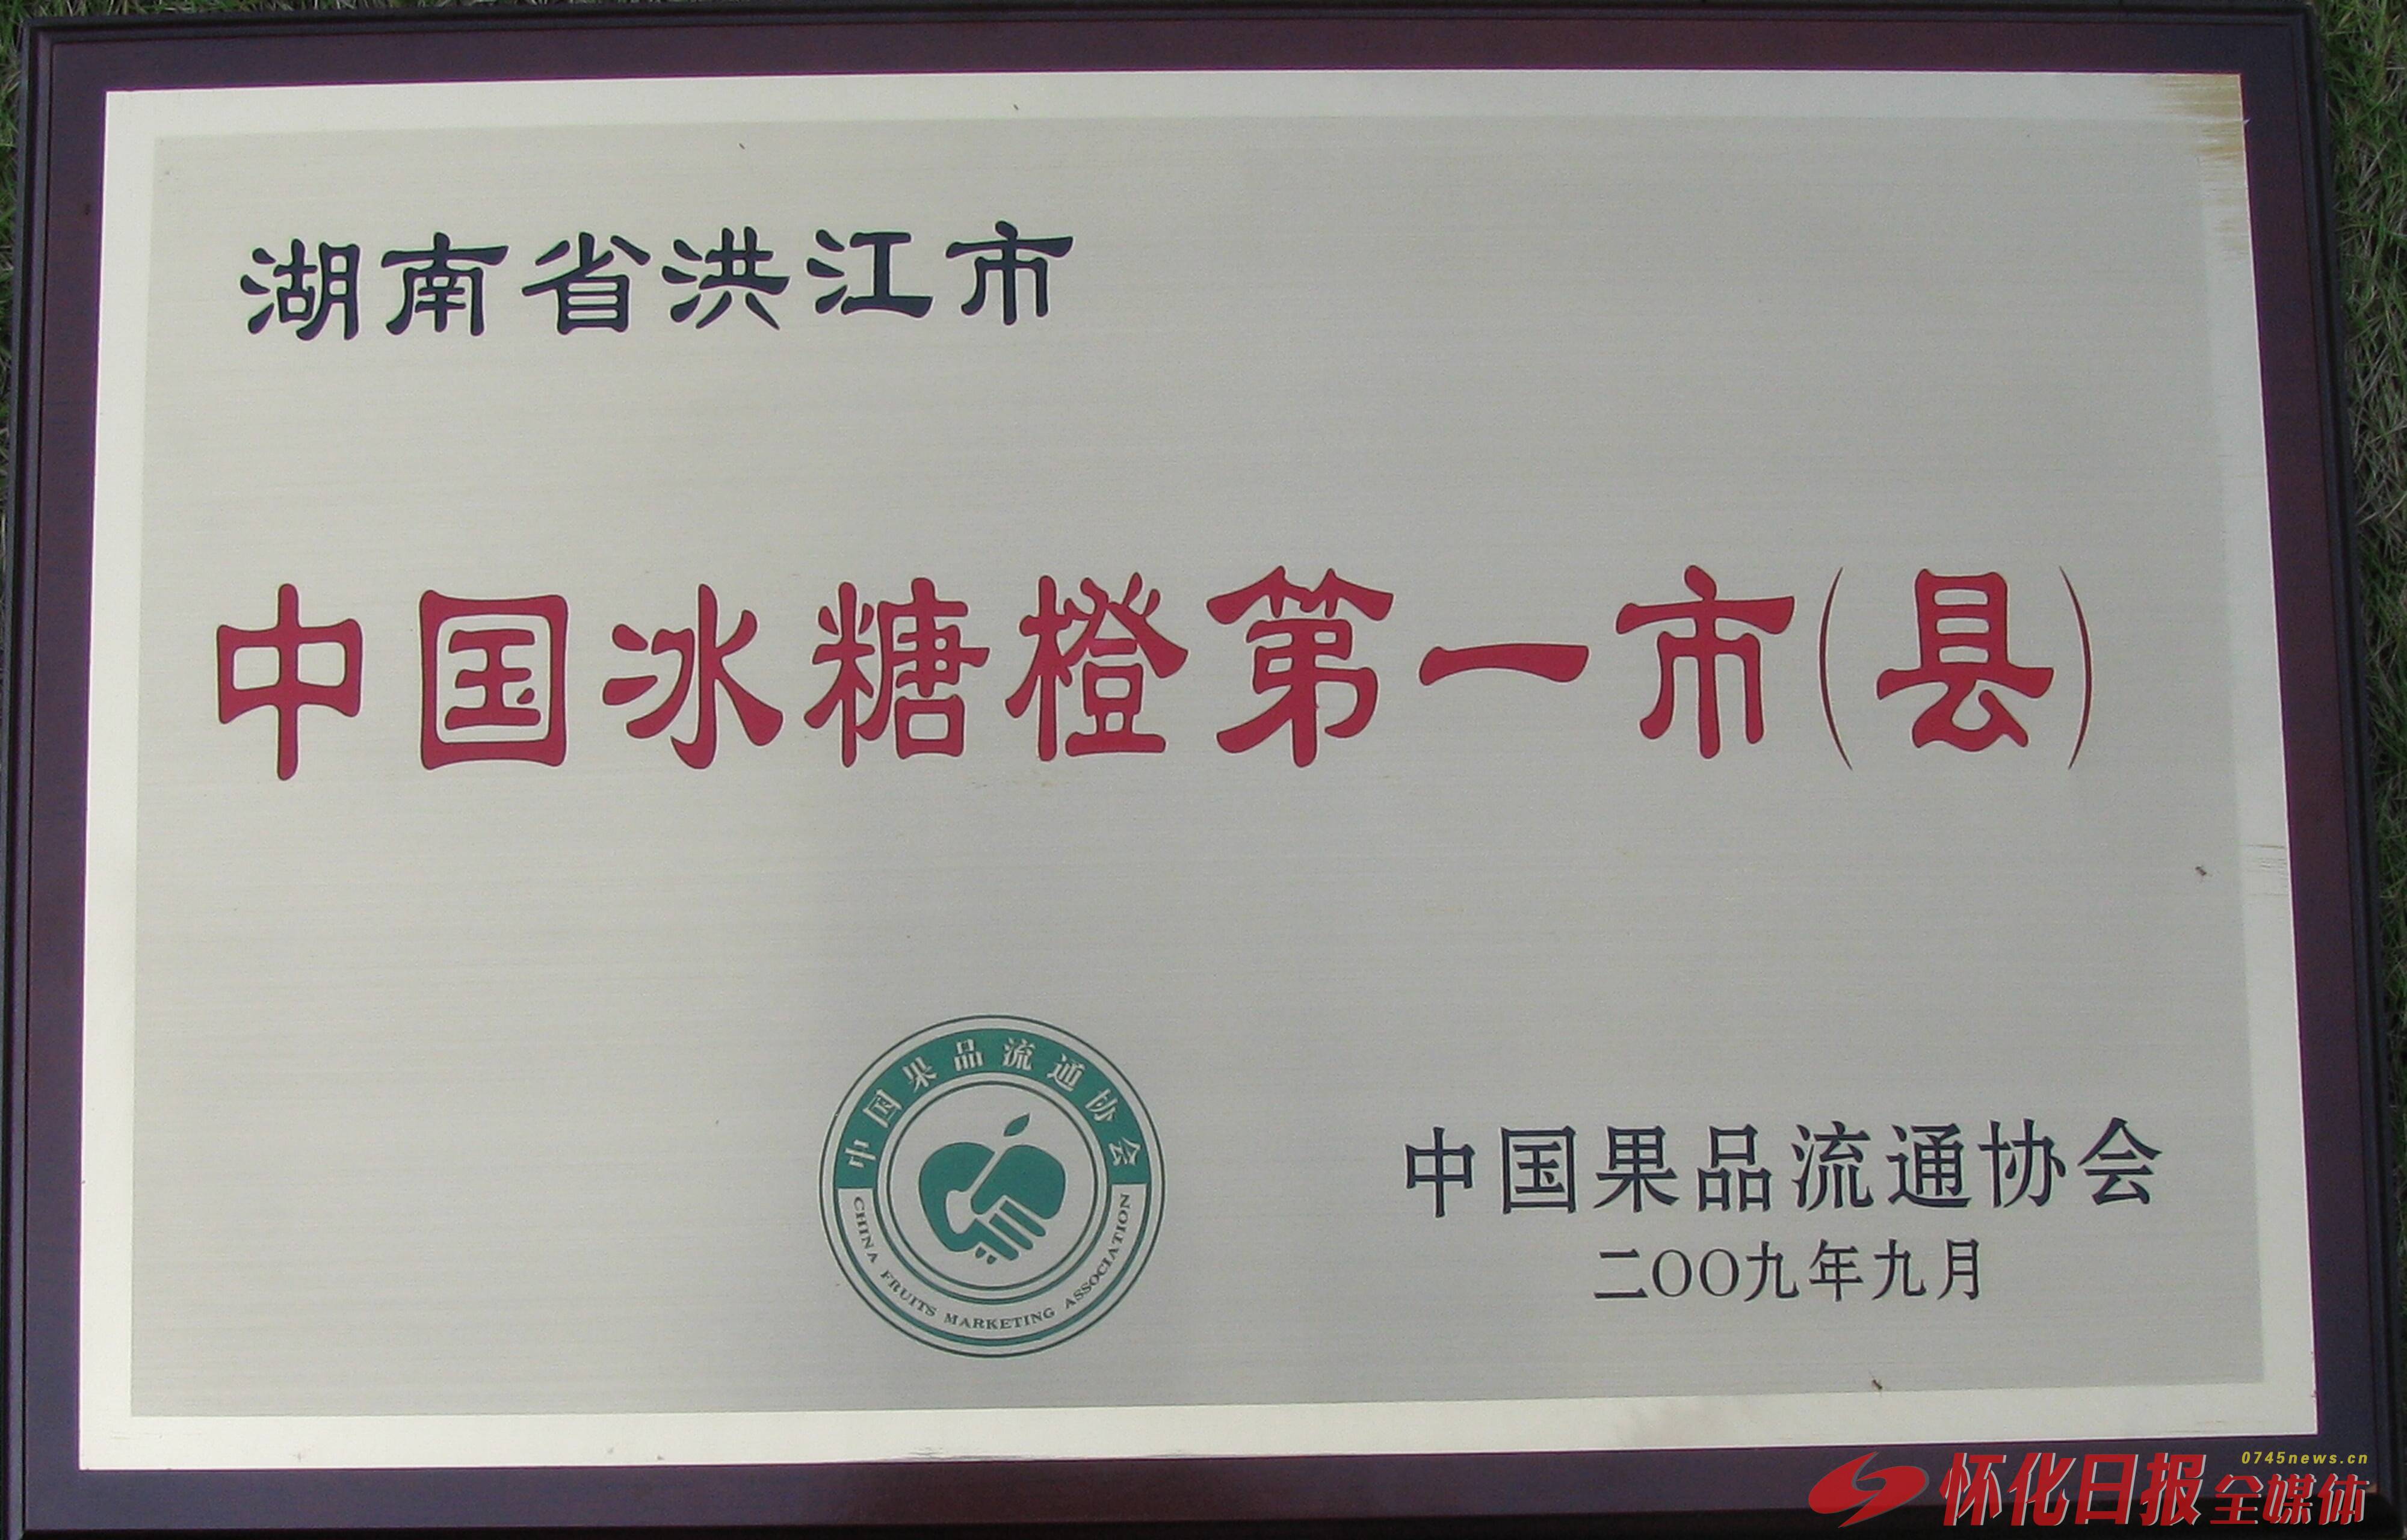 湖南省洪江市
中国冰糖橙第一市(县)
中国果品流通协会
CHINA FRUITS MARKETING ASSOCIATION
中国果品流通协会
二〇〇九年九月
0745news.cn
怀化日报全媒体